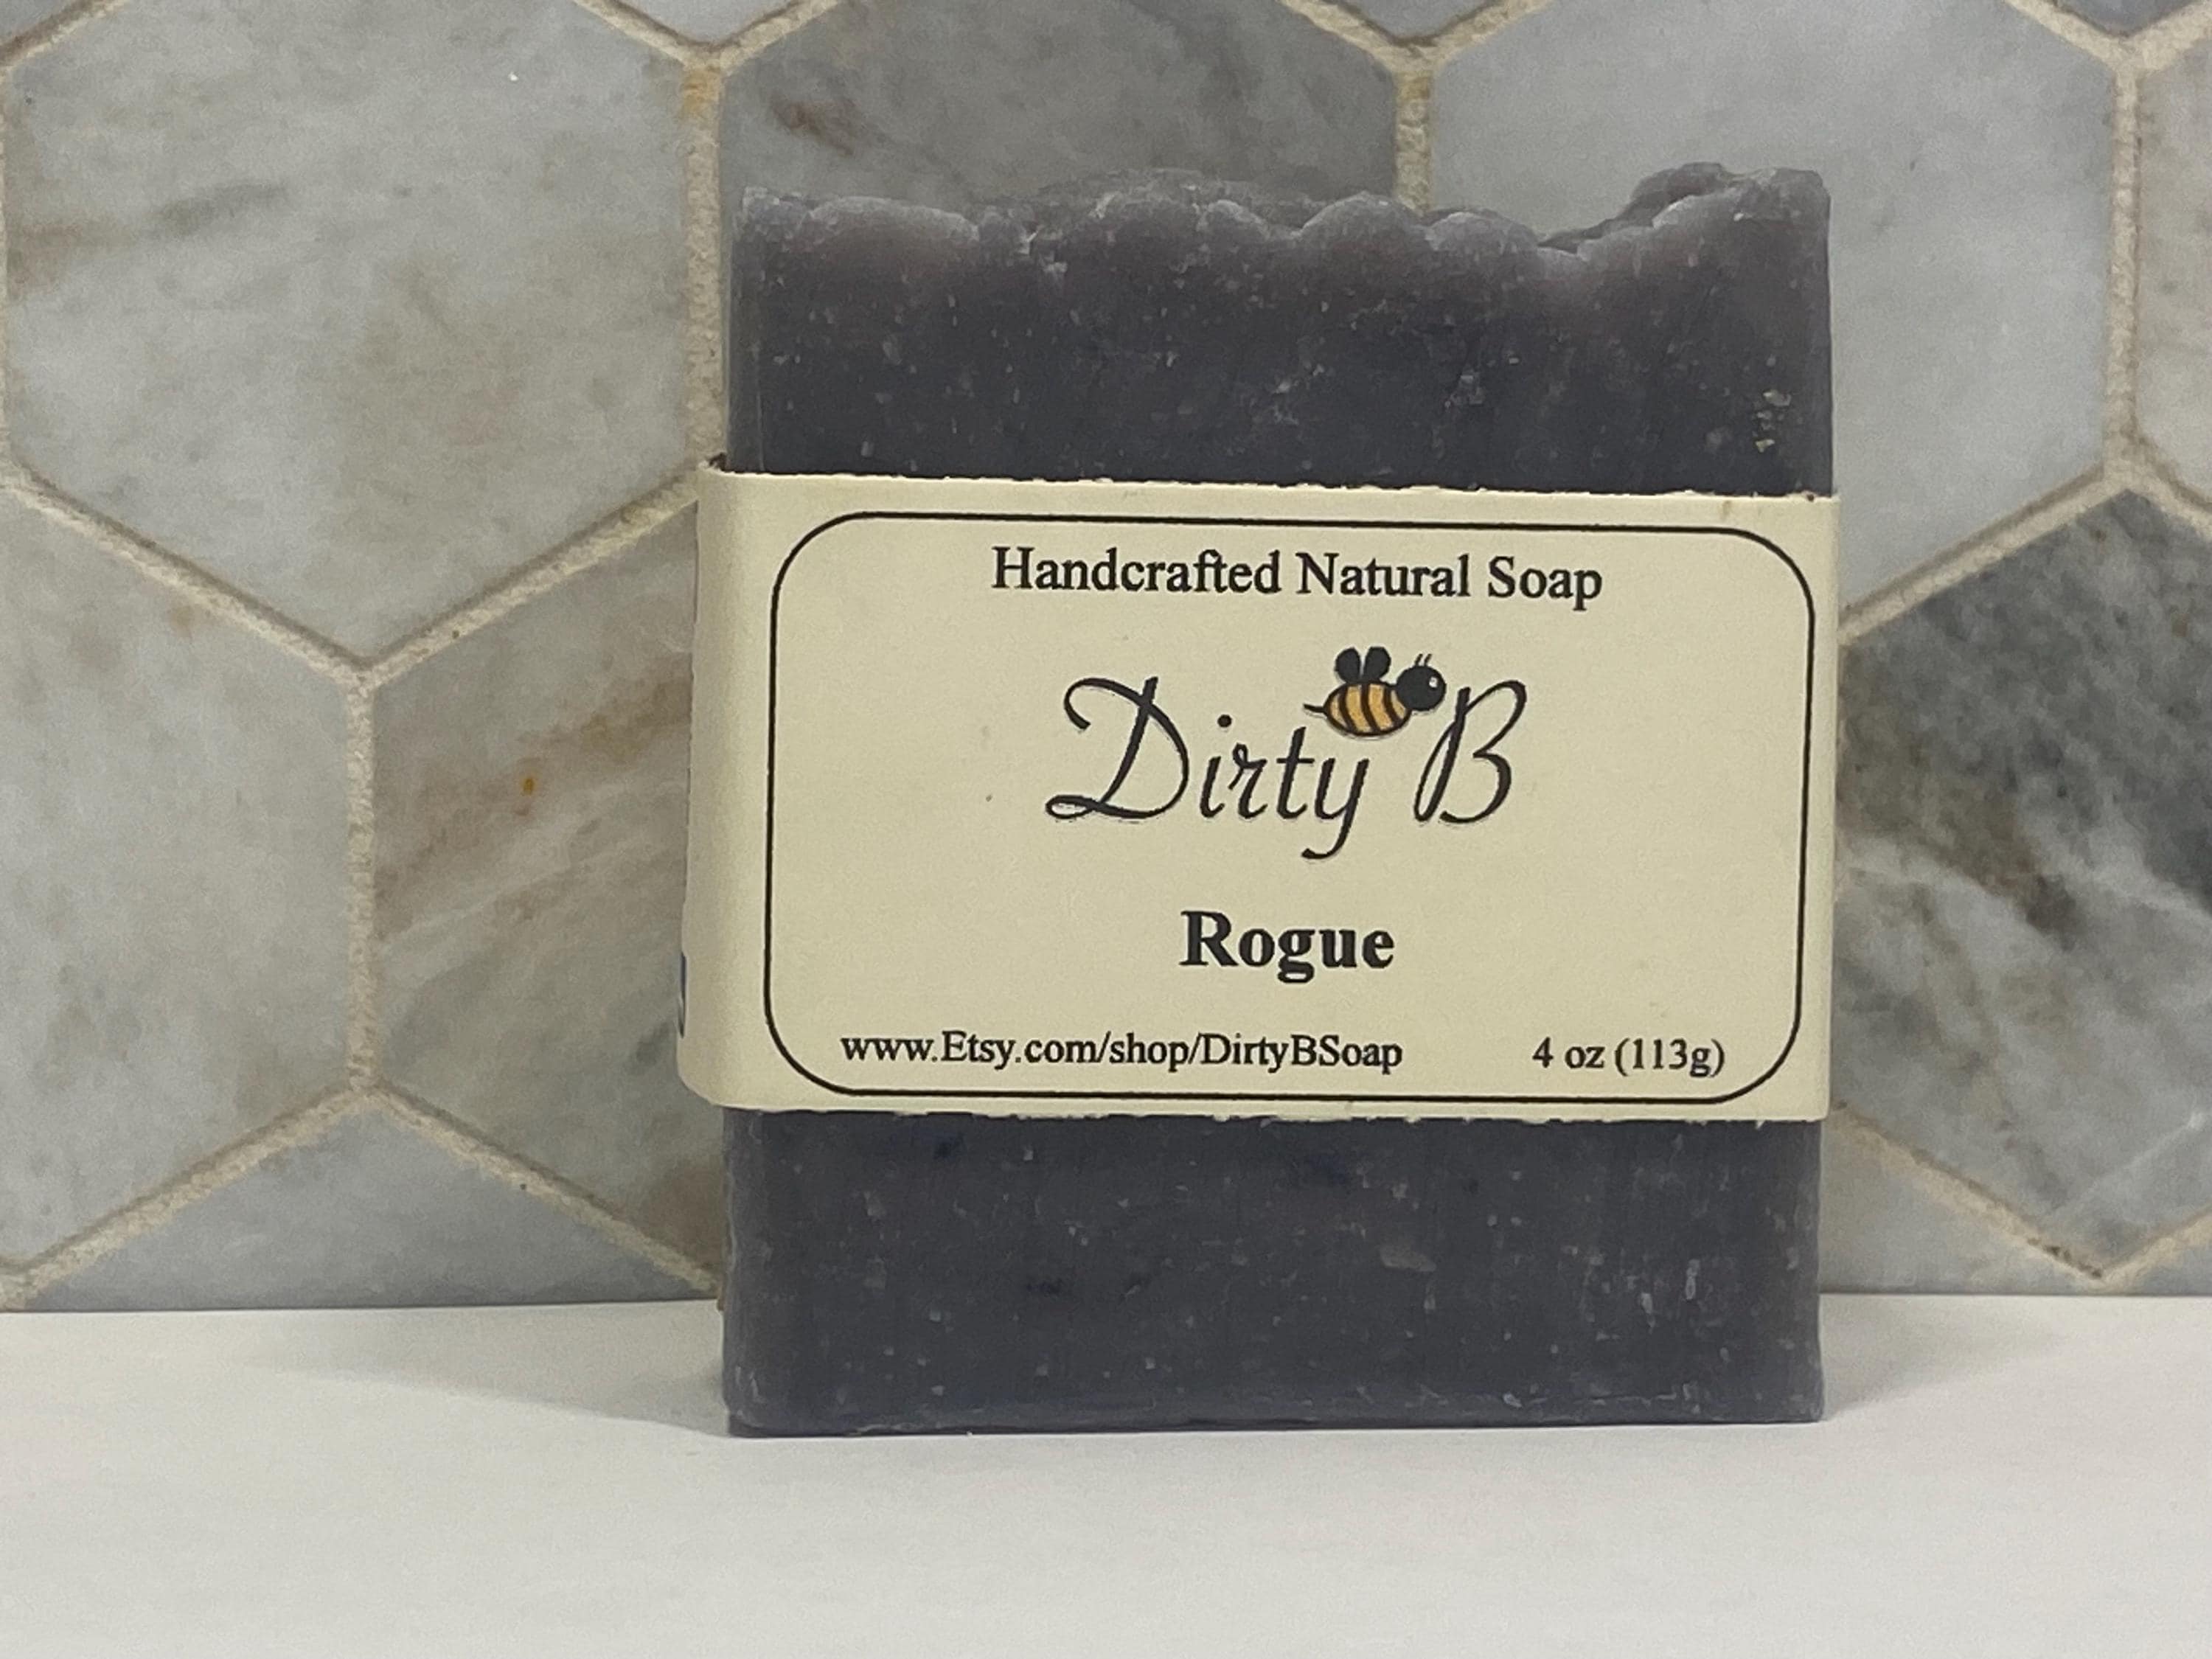 Handcrafted Natural Soap
Dirty B
Rogue
www.Etsy.com/shop/DirtyBSoap 4 oz (113g)